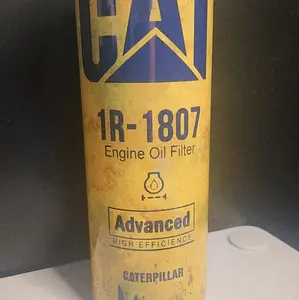 CAT
1R-1807
Engine Oil Filter
Advanced
HIGH EFFICIENCY
CATERPILLAR